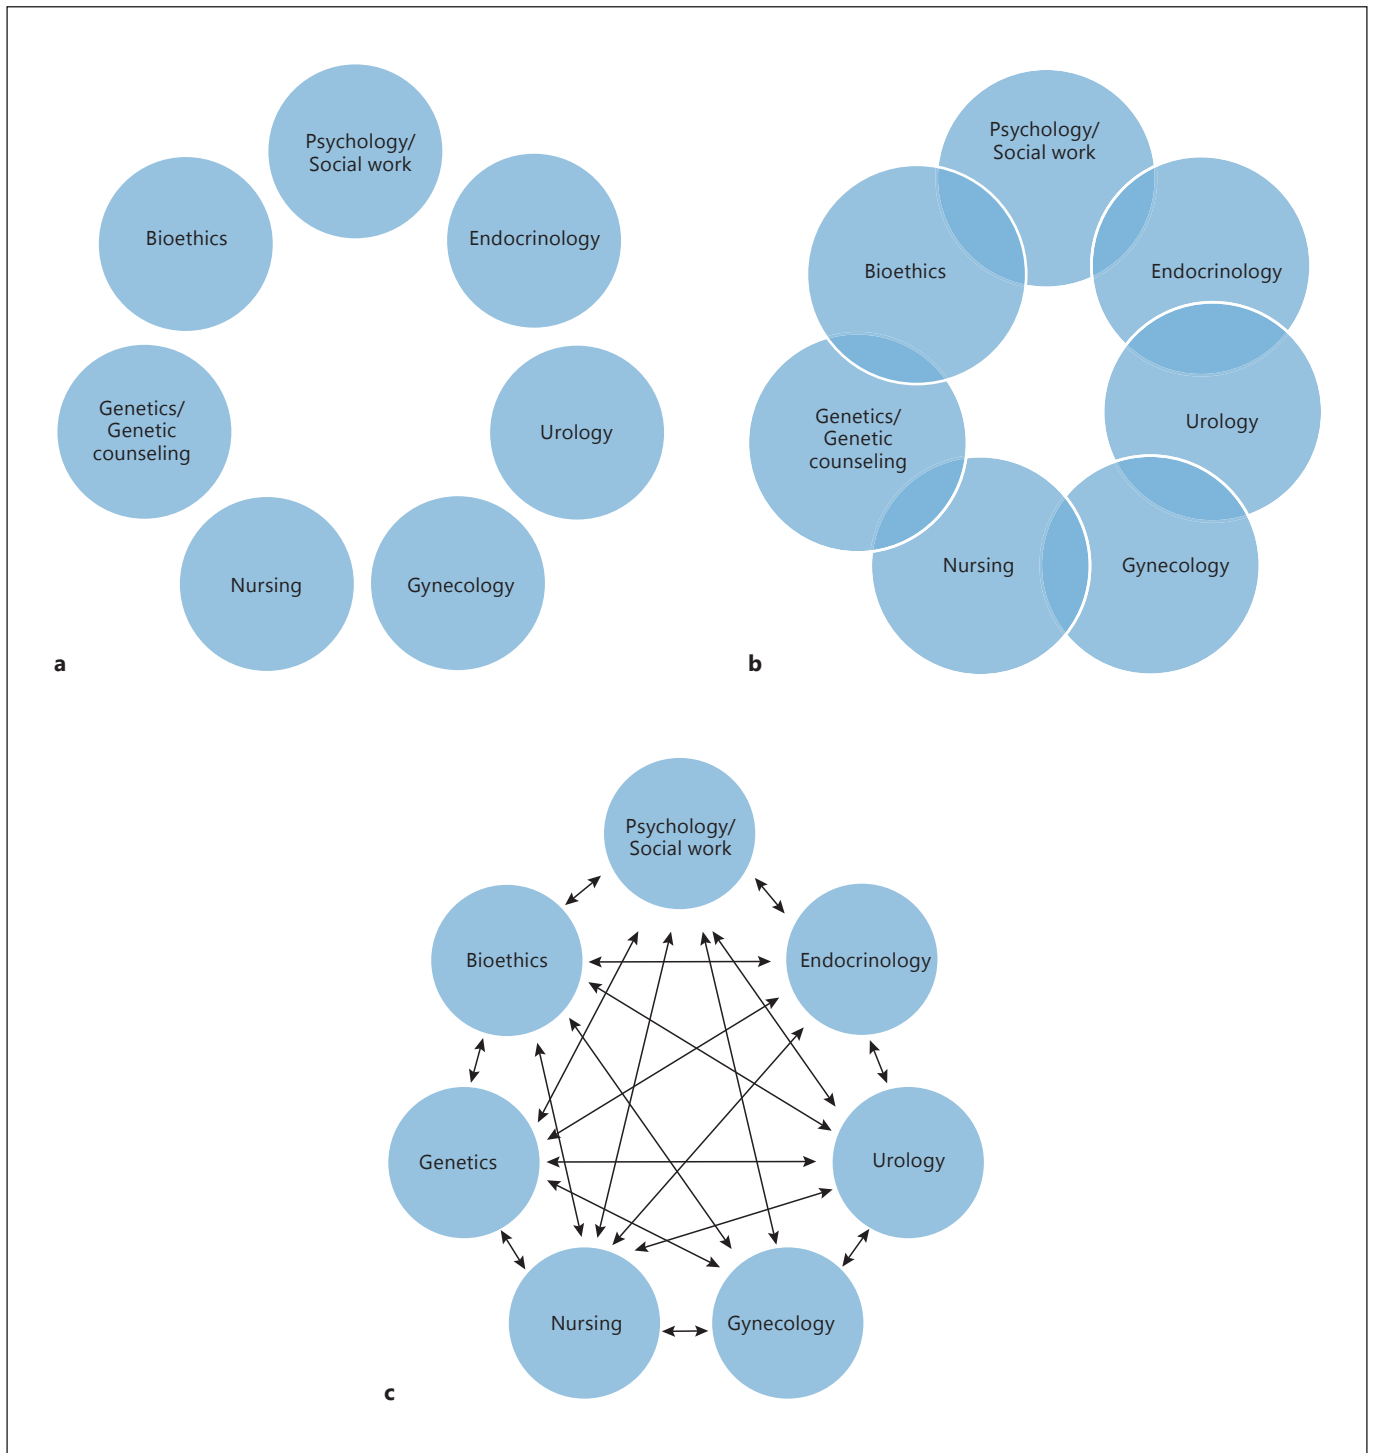 Psychology/
Social work
Endocrinology
Bioethics
Urology
Genetics/
Genetic
counseling
Nursing
Gynecology
a
Psychology/
Social work
Endocrinology
Bioethics
Urology
Genetics/
Genetic
counseling
Nursing
Gynecology
b
Psychology/
Social work
Bioethics
Endocrinology
Genetics
Urology
Nursing
Gynecology
c